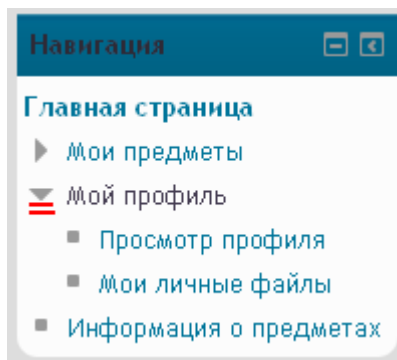 Навигация
Главная страница
Мои предметы
Мой профиль
Просмотр профиля
Мои личные файлы
Информация о предметах